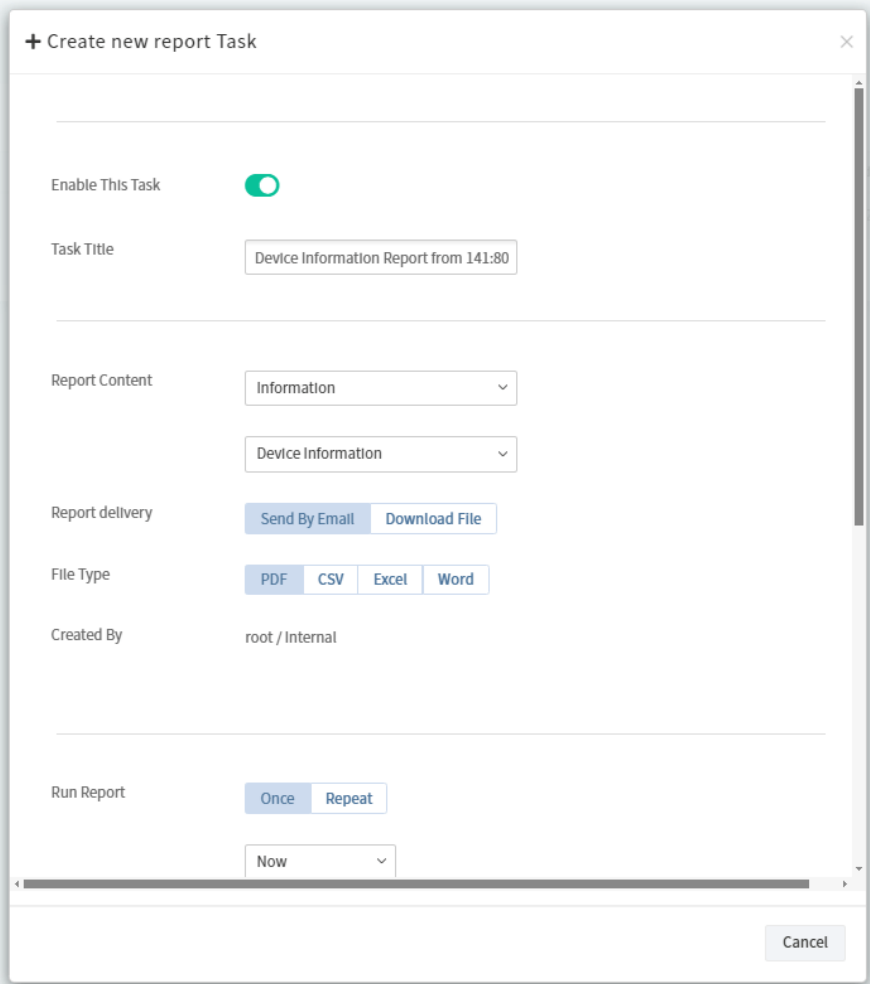 + Create new report Task
×
Enable This Task
Task Title
Device Information Report from 141:80
Report Content
Information
Device Information
Report delivery
Send By Email Download File
File Type
PDF CSV Excel Word
Created By
root / Internal
Run Report
Once Repeat
Now
Cancel